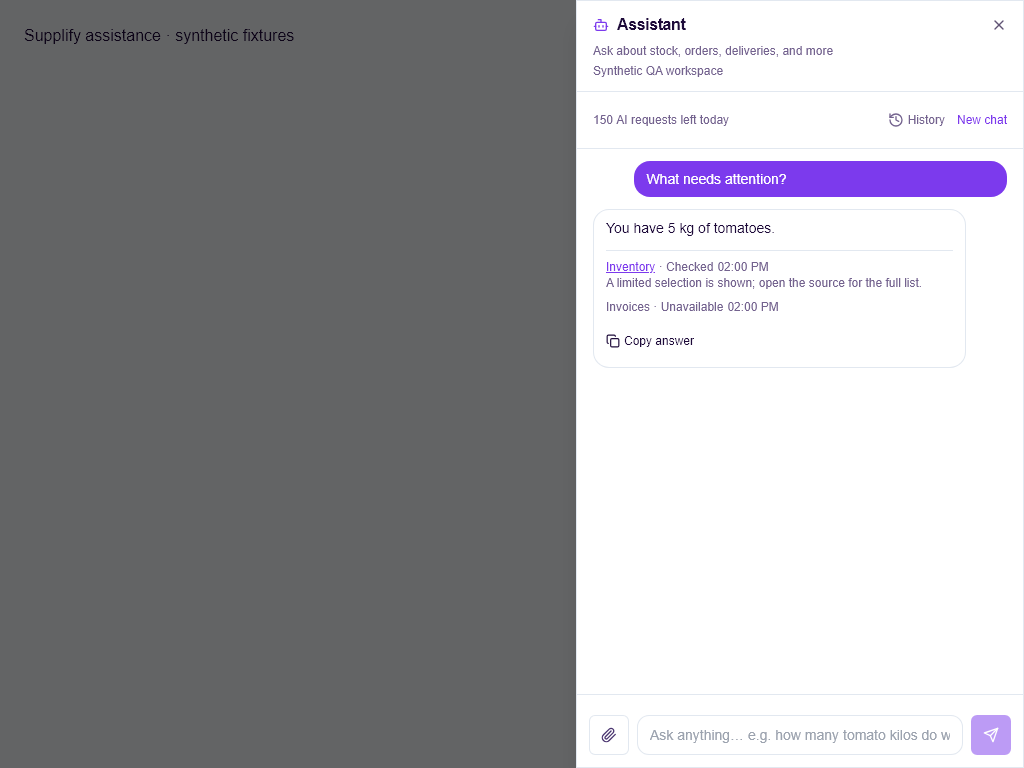 Supplify assistance · synthetic fixtures
Assistant
Ask about stock, orders, deliveries, and more
Synthetic QA workspace
150 AI requests left today
History
New chat
What needs attention?
You have 5 kg of tomatoes.
Inventory · Checked 02:00 PM
A limited selection is shown; open the source for the full list.
Invoices · Unavailable 02:00 PM
Copy answer
Ask anything… e.g. how many tomato kilos do w